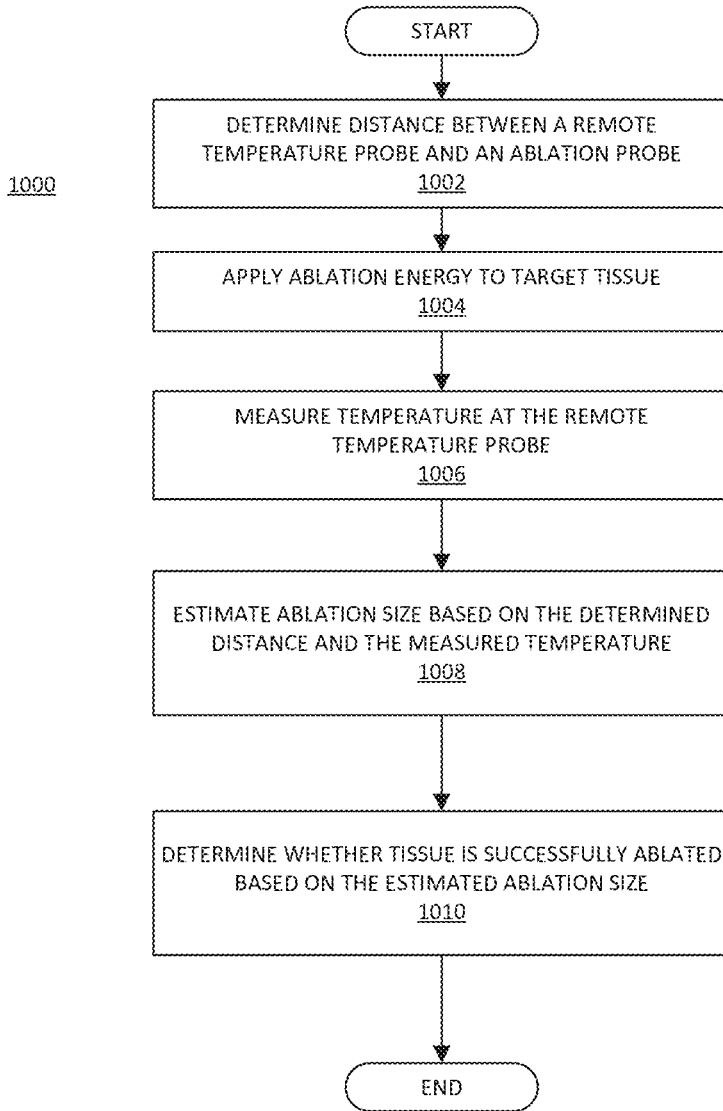 START
DETERMINE DISTANCE BETWEEN A REMOTE
TEMPERATURE PROBE AND AN ABLATION PROBE
1002
1000
APPLY ABLATION ENERGY TO TARGET TISSUE
1004
MEASURE TEMPERATURE AT THE REMOTE
TEMPERATURE PROBE
1006
ESTIMATE ABLATION SIZE BASED ON THE DETERMINED
DISTANCE AND THE MEASURED TEMPERATURE
1008
DETERMINE WHETHER TISSUE IS SUCCESSFULLY ABLATED
BASED ON THE ESTIMATED ABLATION SIZE
1010
END